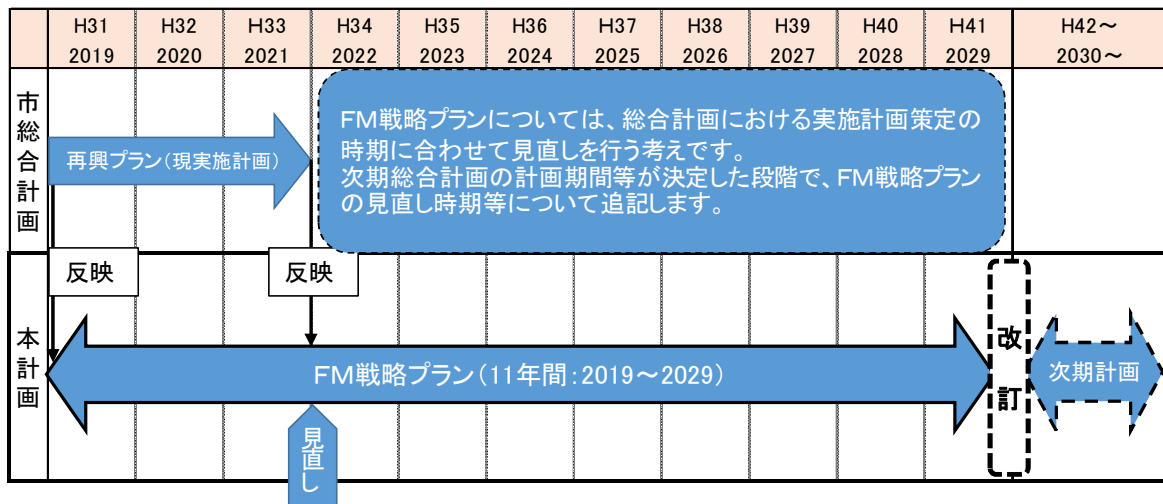 H31 H32 H33 H34 H35 H36 H37 H38 H39 H40 H41 H42～
2019 2020 2021 2022 2023 2024 2025 2026 2027 2028 2029 2030～
市総合計画
再興プラン（現実施計画）
ＦＭ戦略プランについては、総合計画における実施計画策定の
時期に合わせて見直しを行う考えです。
次期総合計画の計画期間等が決定した段階で、ＦＭ戦略プラン
の見直し時期等について追記します。
反映
反映
本計画
ＦＭ戦略プラン（11年間：2019～2029）
改訂
次期計画
見直し